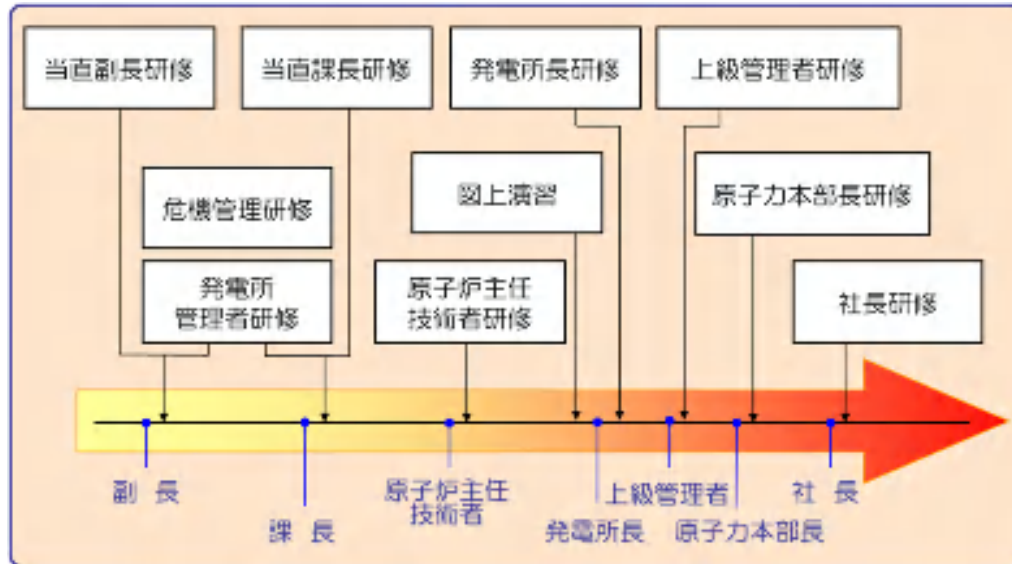 当直副長研修
当直課長研修
発電所長研修
上級管理者研修
危機管理研修
図上演習
原子力本部長研修
発電所
管理者研修
原子炉主任
技術者研修
社長研修
副 長
課 長
原子炉主任
技術者
発電所長
上級管理者
原子力本部長
社 長